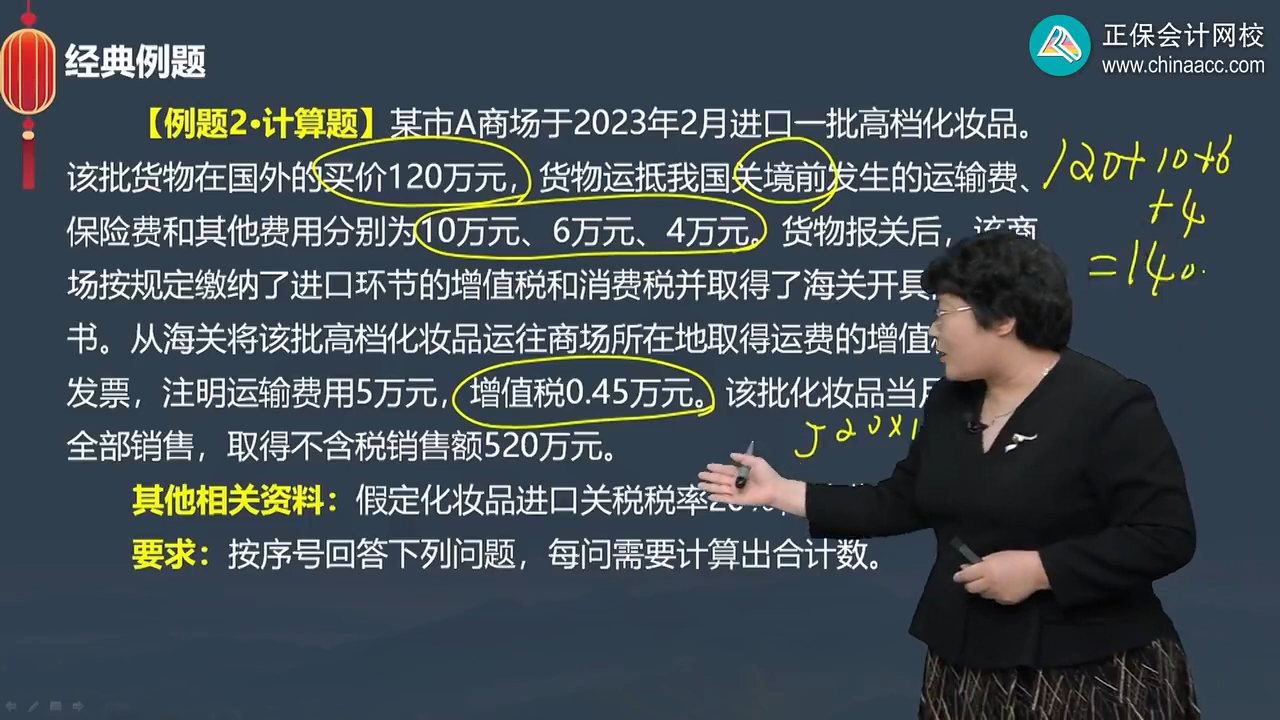 正保会计网校
www.chinaacc.com
经典例题
【例题2·计算题】某市A商场于2023年2月进口一批高档化妆品。
该批货物在国外的买价120万元，货物运抵我国关境前发生的运输费、
保险费和其他费用分别为10万元、6万元、4万元。货物报关后，该商
场按规定缴纳了进口环节的增值税和消费税并取得了海关开具
书。从海关将该批高档化妆品运往商场所在地取得运费的增值
发票，注明运输费用5万元，增值税0.45万元。该批化妆品当月
全部销售，取得不含税销售额520万元。
其他相关资料：假定化妆品进口关税税率20%
要求：按序号回答下列问题，每问需要计算出合计数。
120+10+6
+4
=140
520×1